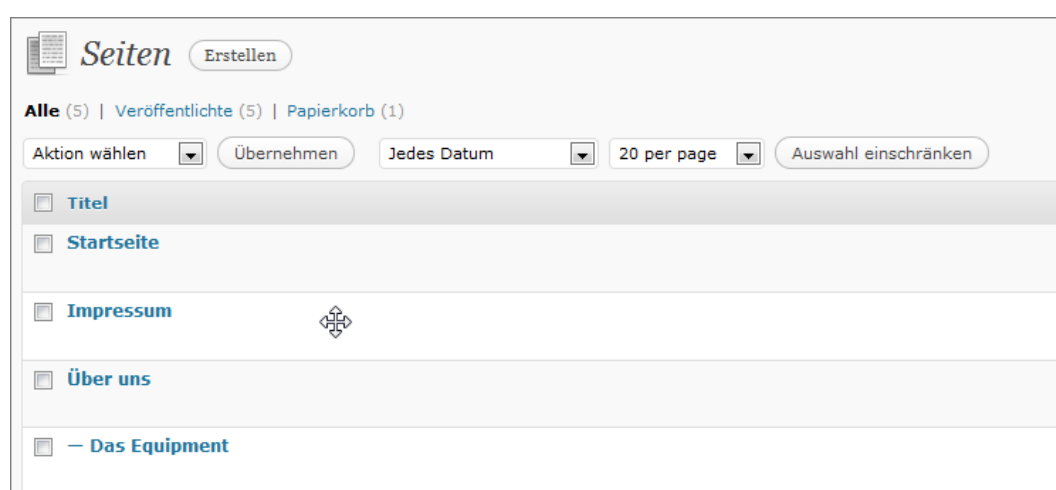 Seiten Erstellen
Alle (5) | Veröffentlichte (5) | Papierkorb (1)
Aktion wählen Übernehmen Jedes Datum 20 per page Auswahl einschränken
Titel
Startseite
Impressum
Über uns
— Das Equipment